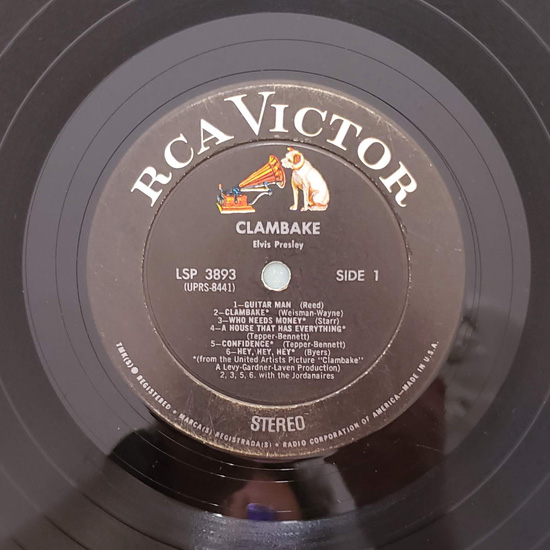 RCA VICTOR
CLAMBAKE
Elvis Presley
LSP 3893 SIDE 1
(UPRS-8441)
1—GUITAR MAN (Reed)
2—CLAMBAKE* (Weisman-Wayne)
3—WHO NEEDS MONEY* (Starr)
4—A HOUSE THAT HAS EVERYTHING*
(Tepper-Bennett)
5—CONFIDENCE* (Tepper-Bennett)
6—HEY, HEY, HEY* (Byers)
*(from the United Artists Picture "Clambake"
A Levy-Gardner-Laven Production)
2, 3, 5, 6. with the Jordanaires
STEREO
TMK(S) ® REGISTERED • MARCA(S) REGISTRADA(S) • RADIO CORPORATION OF AMERICA—MADE IN U.S.A.